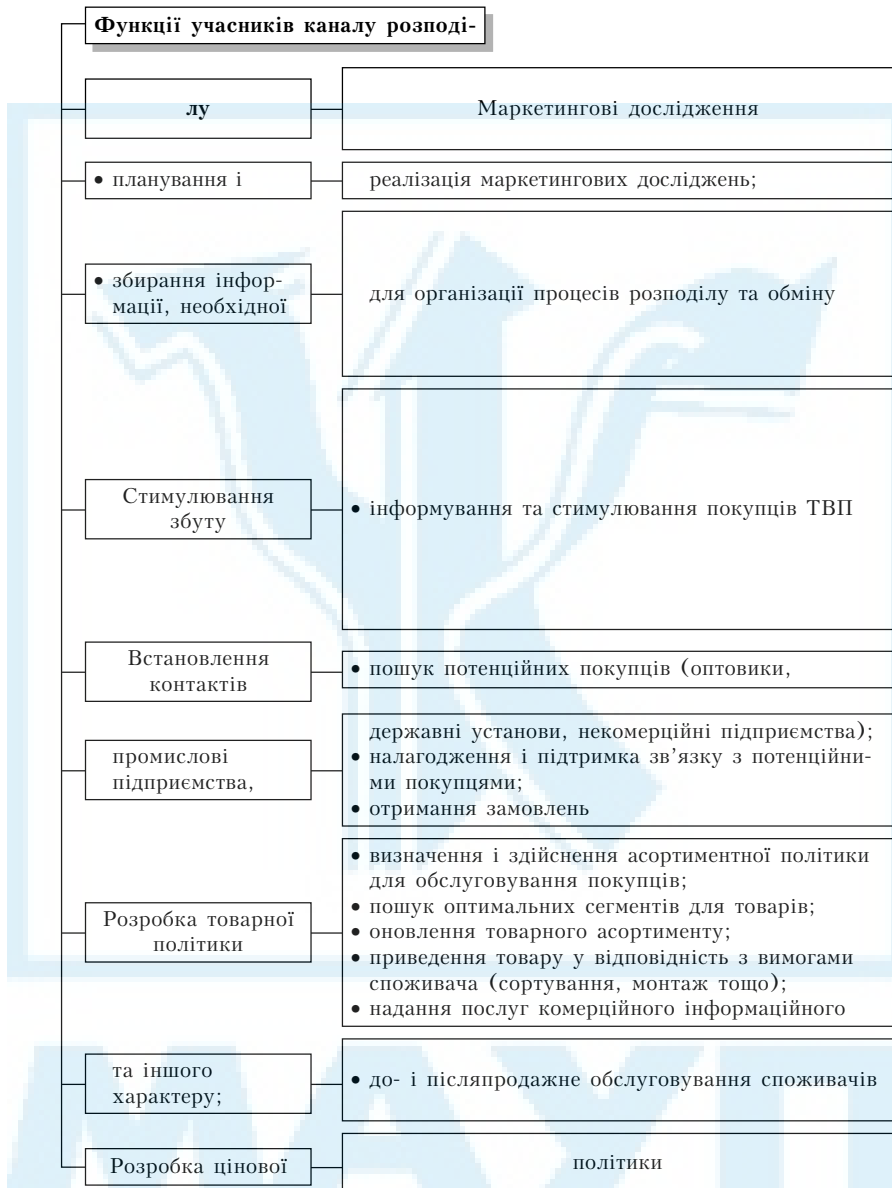 Функції учасників каналу розподі-
лу
Маркетингові дослідження
• планування і
реалізація маркетингових досліджень;
• збирання інфор-
мації, необхідної
для організації процесів розподілу та обміну
Стимулювання
збуту
• інформування та стимулювання покупців ТВП
Встановлення
контактів
• пошук потенційних покупців (оптовики,
промислові
підприємства,
державні установи, некомерційні підприємства);
• налагодження і підтримка зв'язку з потенційни-
ми покупцями;
• отримання замовлень
Розробка товарної
політики
• визначення і здійснення асортиментної політики
для обслуговування покупців;
• пошук оптимальних сегментів для товарів;
• оновлення товарного асортименту;
• приведення товару у відповідність з вимогами
споживача (сортування, монтаж тощо);
• надання послуг комерційного інформаційного
та іншого
характеру;
• до- і післяпродажне обслуговування споживачів
Розробка цінової
політики
МАУП